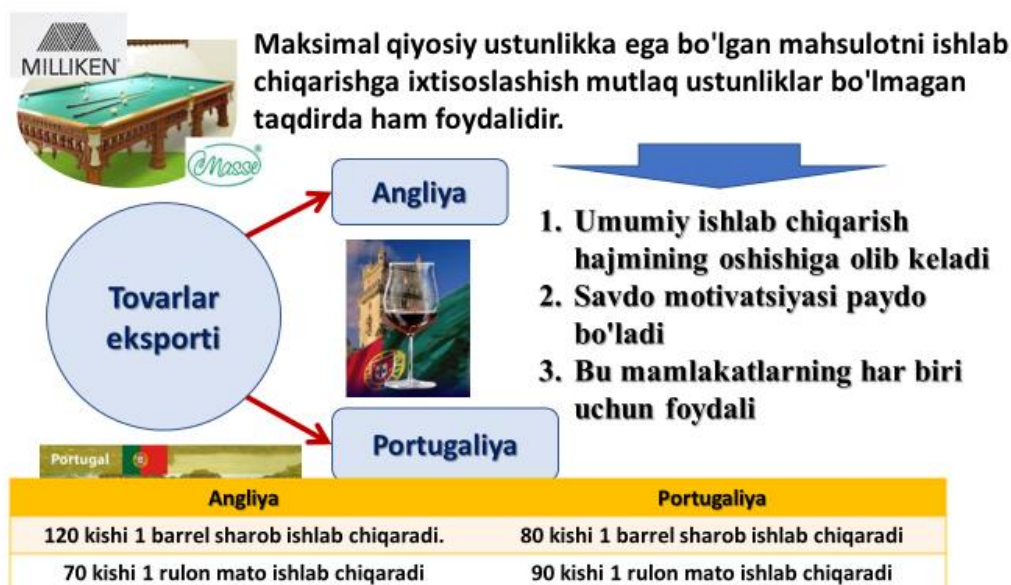 MILLIKEN
Masse
Maksimal qiyosiy ustunlikka ega bo'lgan mahsulotni ishlab
chiqarishga ixtisoslashish mutlaq ustunliklar bo'lmagan
taqdirda ham foydalidir.
Angliya
Tovarlar
eksporti
Portugaliya
1. Umumiy ishlab chiqarish
hajmining oshishiga olib keladi
2. Savdo motivatsiyasi paydo
bo'ladi
3. Bu mamlakatlarning har biri
uchun foydali
Portugal
Angliya Portugaliya
120 kishi 1 barrel sharob ishlab chiqaradi. 80 kishi 1 barrel sharob ishlab chiqaradi
70 kishi 1 rulon mato ishlab chiqaradi 90 kishi 1 rulon mato ishlab chiqaradi